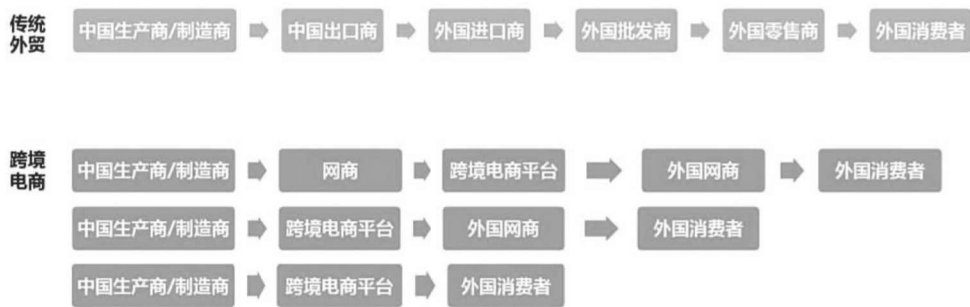 传统
外贸
中国生产商/制造商 中国出口商 外国进口商 外国批发商 外国零售商 外国消费者
跨境
电商
中国生产商/制造商 网商 跨境电商平台 外国网商 外国消费者
中国生产商/制造商 跨境电商平台 外国网商 外国消费者
中国生产商/制造商 跨境电商平台 外国消费者